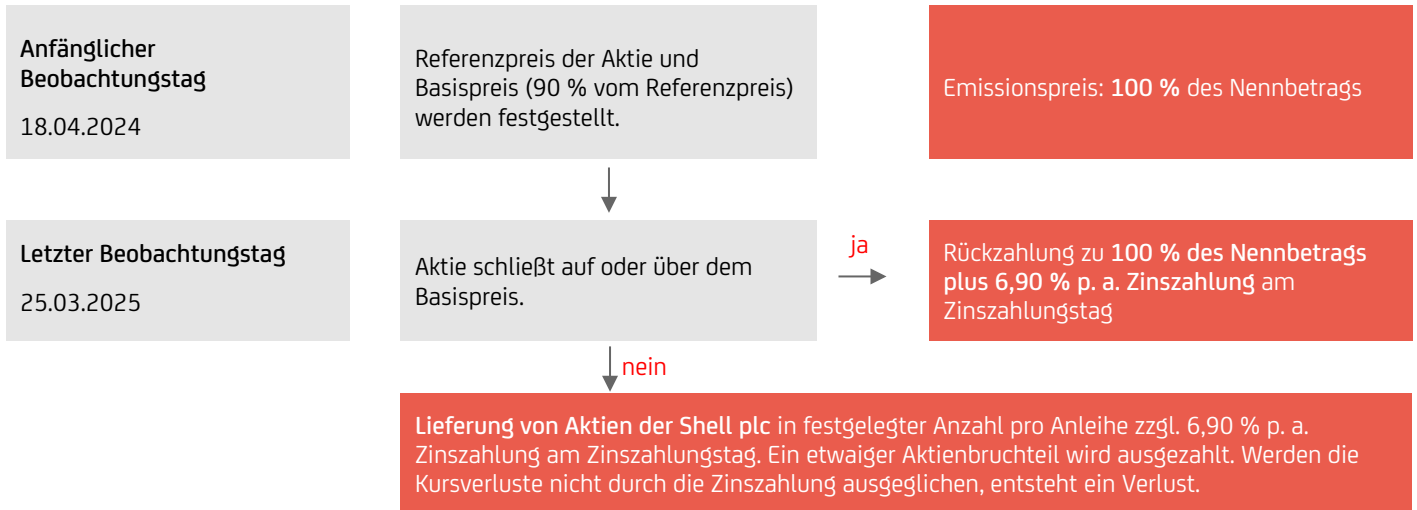 Anfänglicher
Beobachtungstag
18.04.2024
Referenzpreis der Aktie und
Basispreis (90 % vom Referenzpreis)
werden festgestellt.
Emissionspreis: 100 % des Nennbetrags
Letzter Beobachtungstag
25.03.2025
Aktie schließt auf oder über dem
Basispreis.
ja
Rückzahlung zu 100 % des Nennbetrags
plus 6,90 % p. a. Zinszahlung am
Zinszahlungstag
nein
Lieferung von Aktien der Shell plc in festgelegter Anzahl pro Anleihe zzgl. 6,90 % p. a.
Zinszahlung am Zinszahlungstag. Ein etwaiger Aktienbruchteil wird ausgezahlt. Werden die
Kursverluste nicht durch die Zinszahlung ausgeglichen, entsteht ein Verlust.